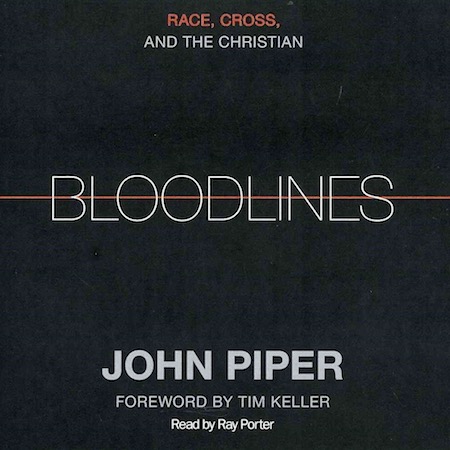 RACE, CROSS,
AND THE CHRISTIAN
BLOODLINES
JOHN PIPER
FOREWORD BY TIM KELLER
Read by Ray Porter